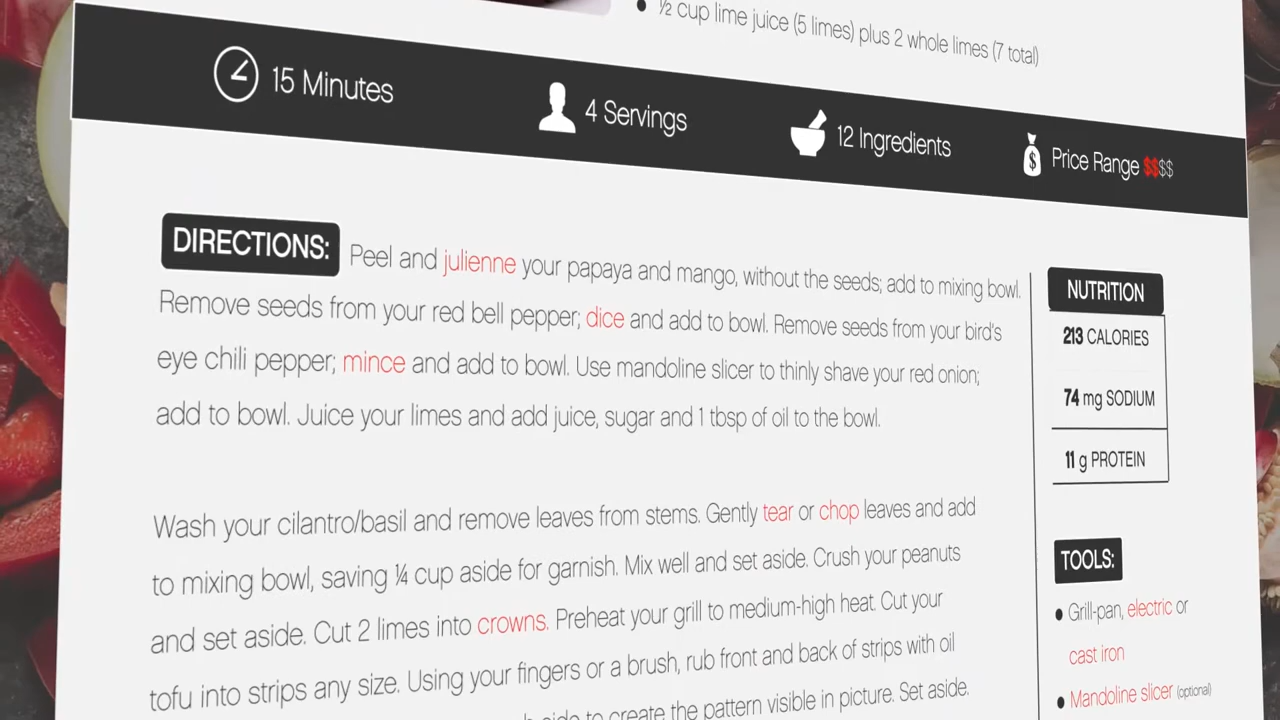 ½ cup lime juice (5 limes) plus 2 whole limes (7 total)
15 Minutes
4 Servings
12 Ingredients
Price Range $$$$
DIRECTIONS: Peel and julienne your papaya and mango, without the seeds; add to mixing bowl.
Remove seeds from your red bell pepper; dice and add to bowl. Remove seeds from your bird's
eye chili pepper; mince and add to bowl. Use mandoline slicer to thinly shave your red onion;
add to bowl. Juice your limes and add juice, sugar and 1 tbsp of oil to the bowl.
Wash your cilantro/basil and remove leaves from stems. Gently tear or chop leaves and add
to mixing bowl, saving ¼ cup aside for garnish. Mix well and set aside. Crush your peanuts
and set aside. Cut 2 limes into crowns. Preheat your grill to medium-high heat. Cut your
tofu into strips any size. Using your fingers or a brush, rub front and back of strips with oil
side to create the pattern visible in picture. Set aside.
NUTRITION
213 CALORIES
74 mg SODIUM
11 g PROTEIN
TOOLS:
Grill-pan, electric or
cast iron
Mandoline slicer (optional)